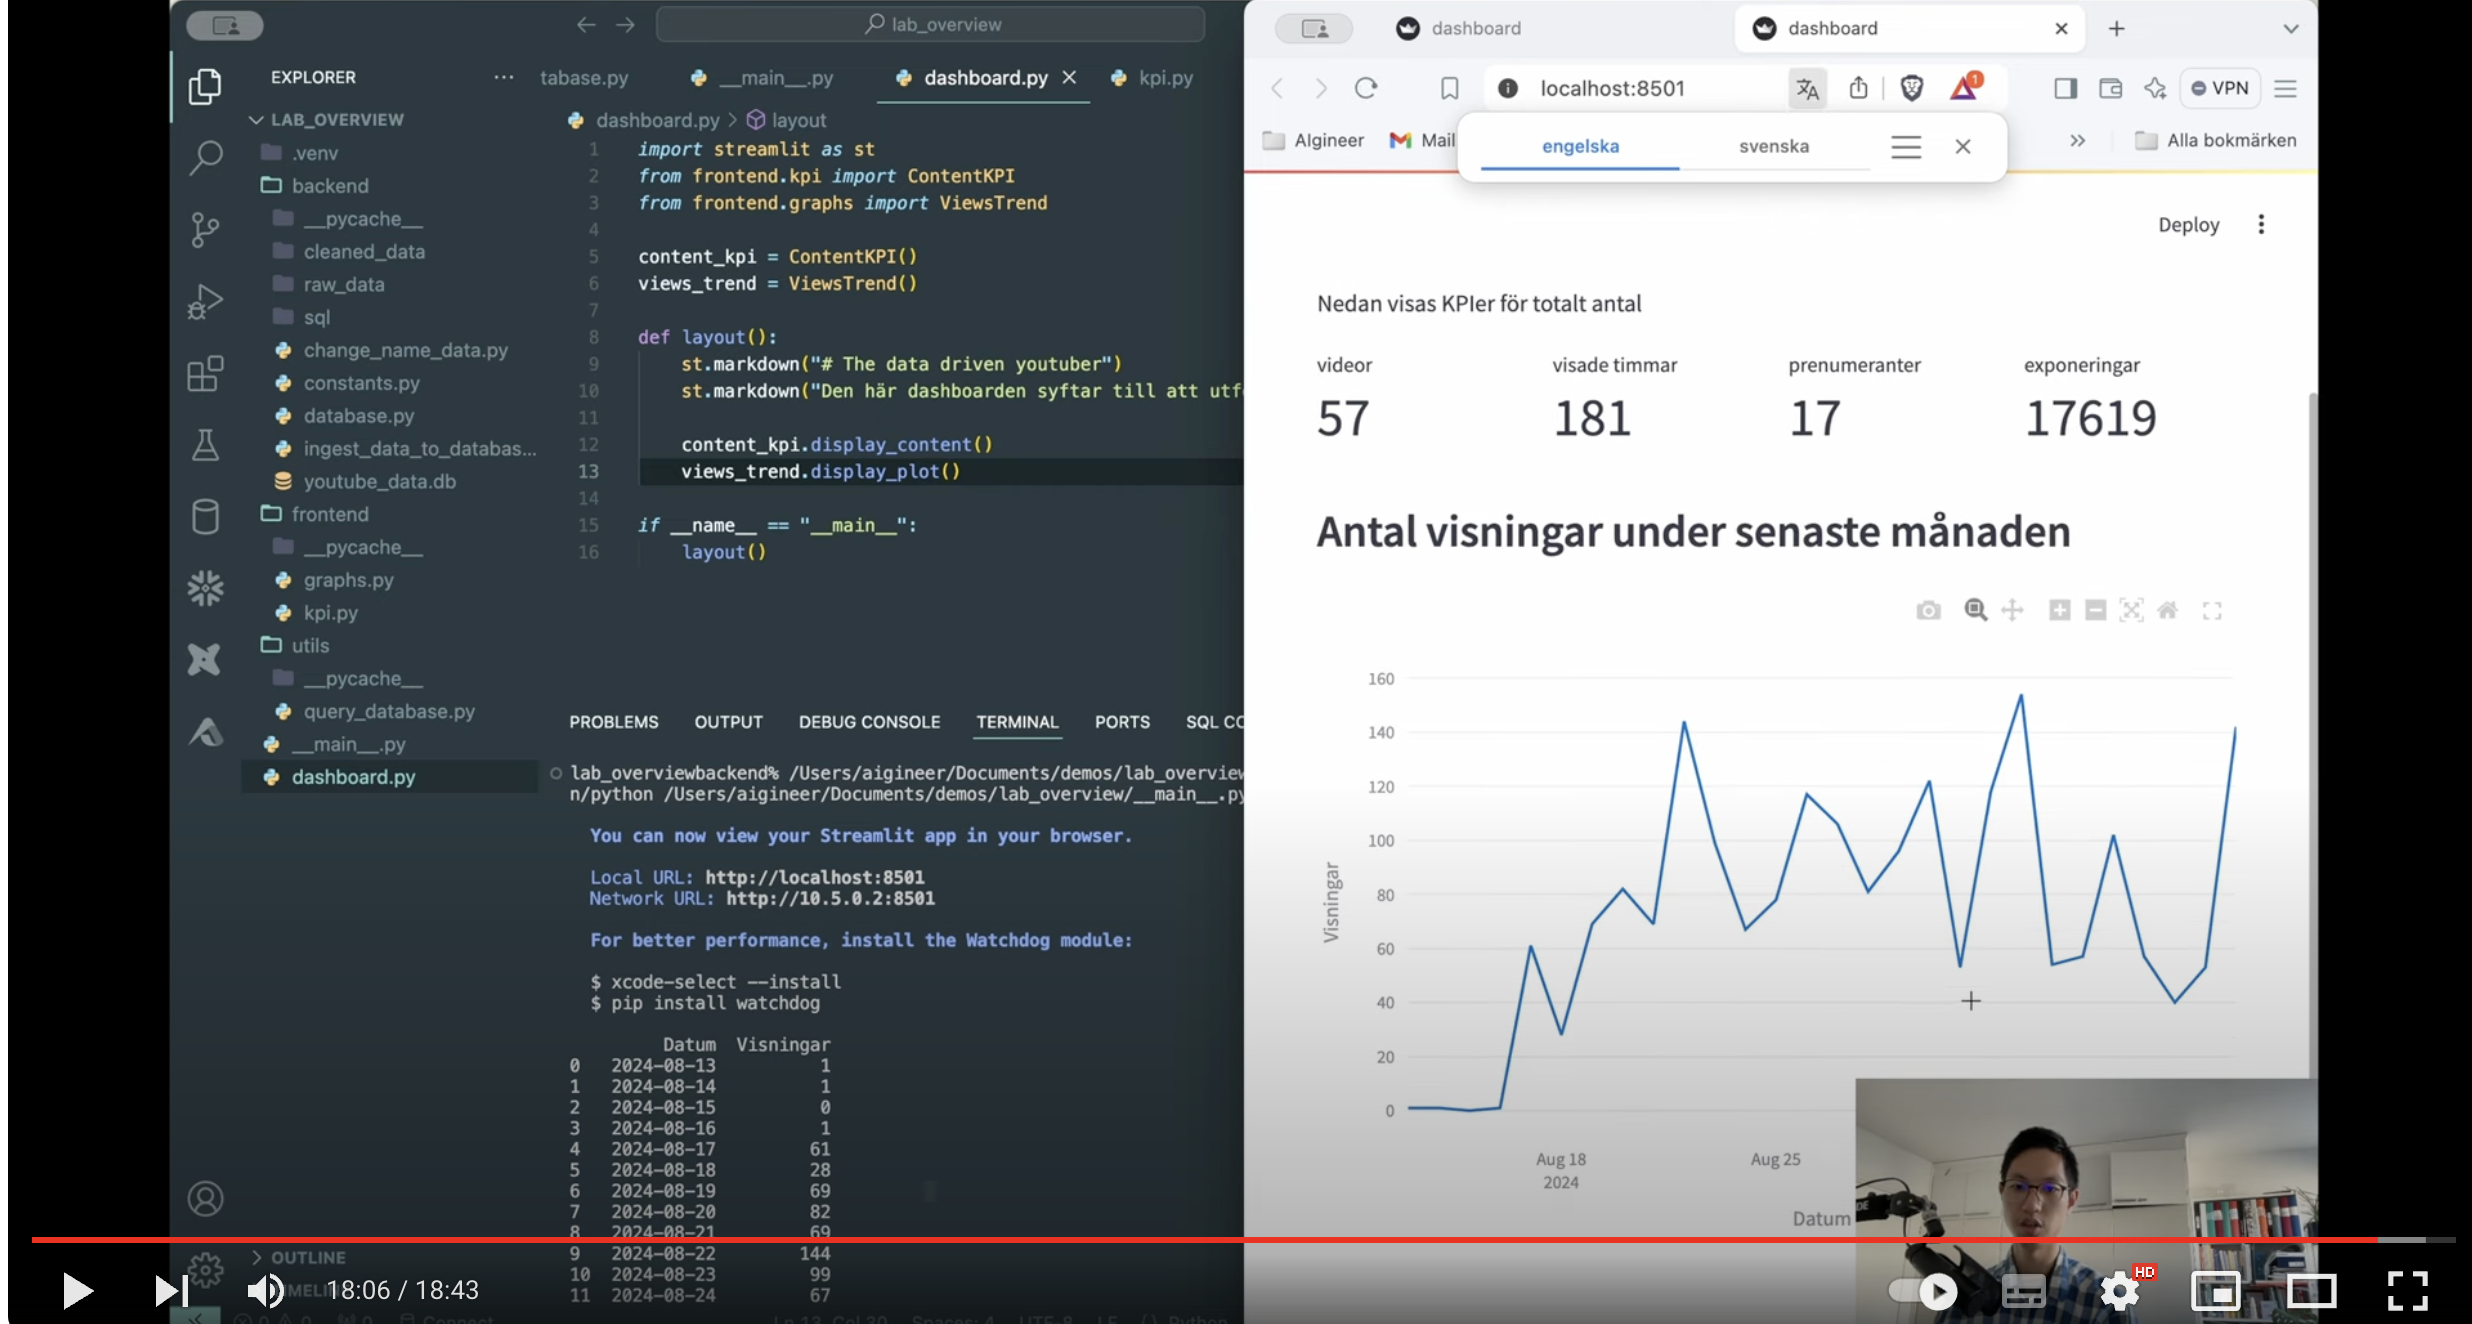 lab_overview
EXPLORER
tabase.py
__main__.py
dashboard.py
kpi.py
LAB_OVERVIEW
.venv
backend
__pycache__
cleaned_data
raw_data
sql
change_name_data.py
constants.py
database.py
ingest_data_to_databas...
youtube_data.db
frontend
__pycache__
graphs.py
kpi.py
utils
__pycache__
query_database.py
__main__.py
dashboard.py
OUTLINE
dashboard.py > layout
1 import streamlit as st
2 from frontend.kpi import ContentKPI
3 from frontend.graphs import ViewsTrend
4
5 content_kpi = ContentKPI()
6 views_trend = ViewsTrend()
7
8 def layout():
9 st.markdown("# The data driven youtuber")
10 st.markdown("Den här dashboarden syftar till att utf
11
12 content_kpi.display_content()
13 views_trend.display_plot()
14
15 if __name__ == "__main__":
16 layout()
PROBLEMS OUTPUT DEBUG CONSOLE TERMINAL PORTS SQL CO
lab_overviewbackend% /Users/aigineer/Documents/demos/lab_overview
n/python /Users/aigineer/Documents/demos/lab_overview/__main__.py
You can now view your Streamlit app in your browser.
Local URL: http://localhost:8501
Network URL: http://10.5.0.2:8501
For better performance, install the Watchdog module:
$ xcode-select --install
$ pip install watchdog
Datum Visningar
0 2024-08-13 1
1 2024-08-14 1
2 2024-08-15 0
3 2024-08-16 1
4 2024-08-17 61
5 2024-08-18 28
6 2024-08-19 69
7 2024-08-20 82
8 2024-08-21 69
9 2024-08-22 144
10 2024-08-23 99
11 2024-08-24 67
dashboard
dashboard
localhost:8501
1
VPN
AIgineer
Mail
engelska
svenska
Alla bokmärken
Deploy
Nedan visas KPIer för totalt antal
videor visade timmar prenumeranter exponeringar
57 181 17 17619
Antal visningar under senaste månaden
160
140
120
100
80
60
40
20
0
Visningar
Aug 18
2024
Aug 25
Datum
18:06 / 18:43
HD